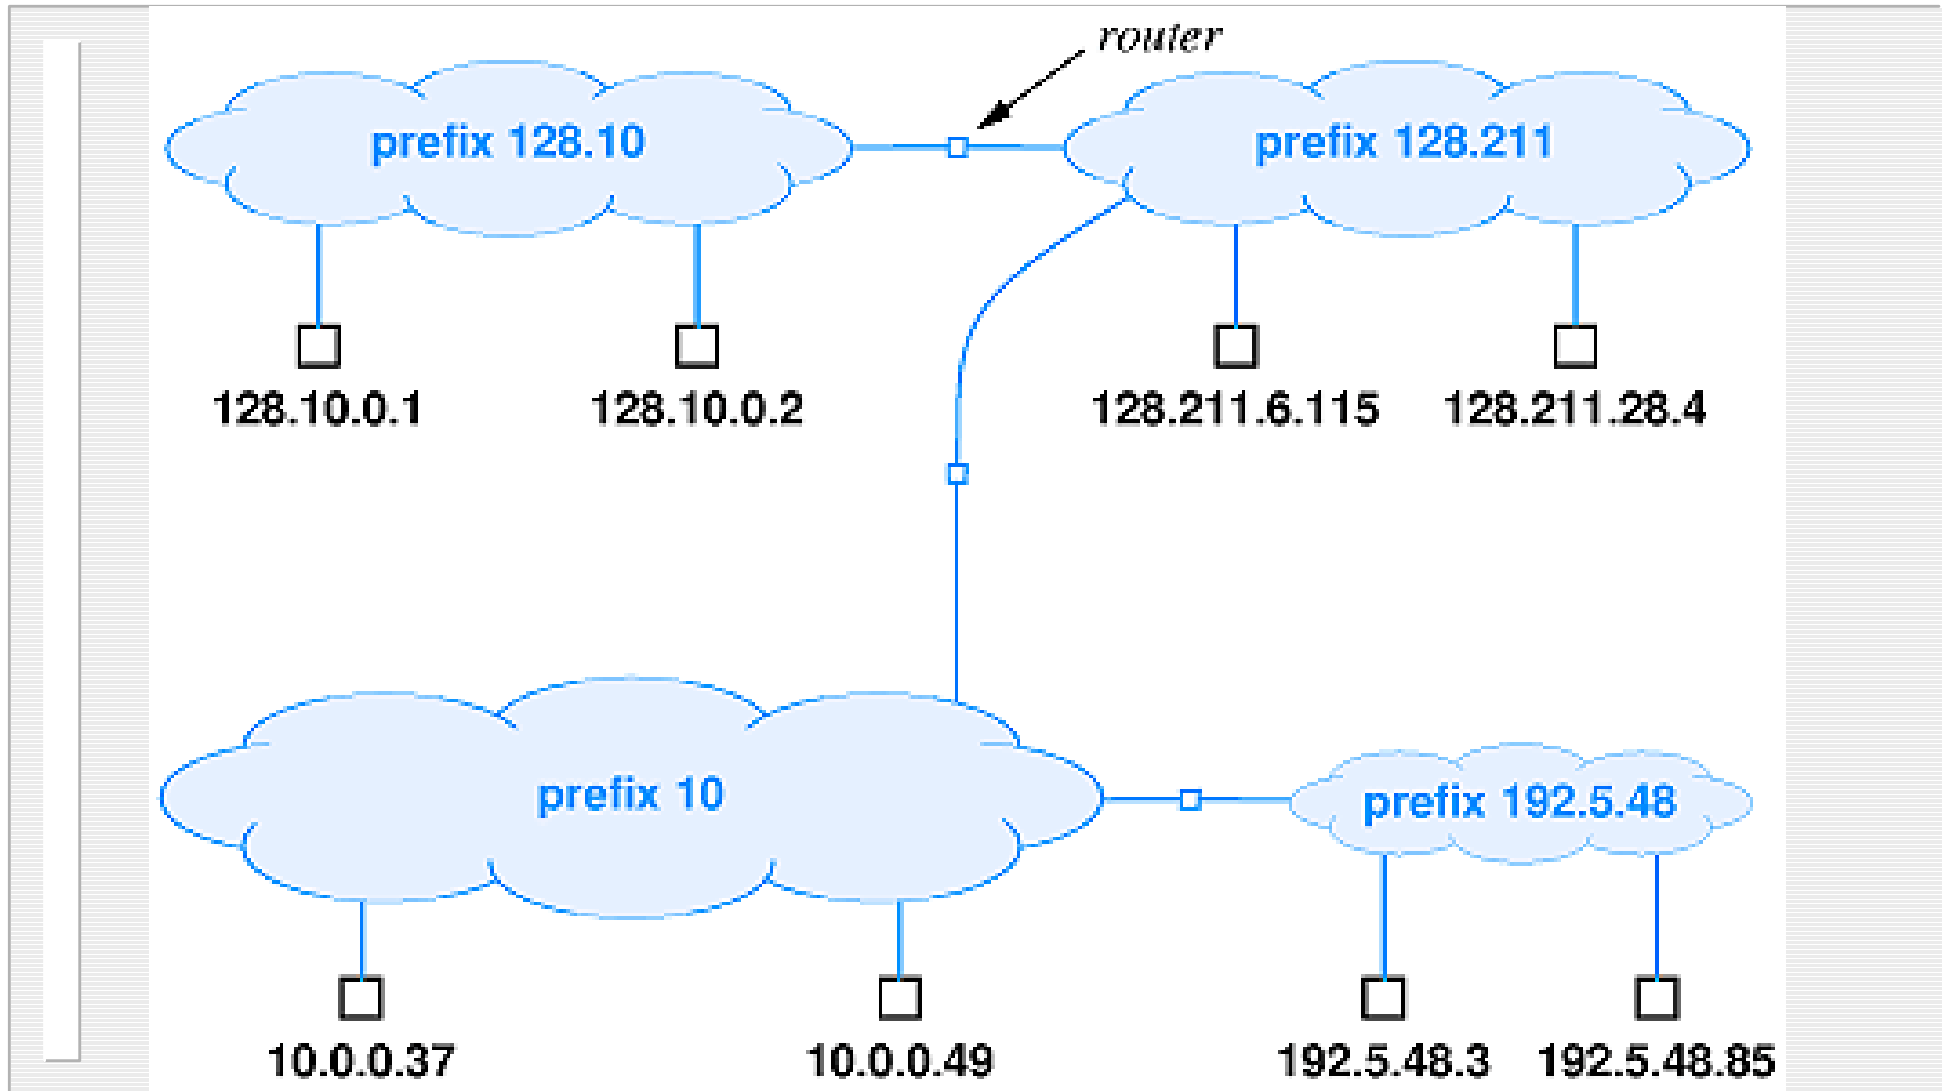 router
prefix 128.10
prefix 128.211
128.10.0.1
128.10.0.2
128.211.6.115
128.211.28.4
prefix 10
prefix 192.5.48
10.0.0.37
10.0.0.49
192.5.48.3
192.5.48.85